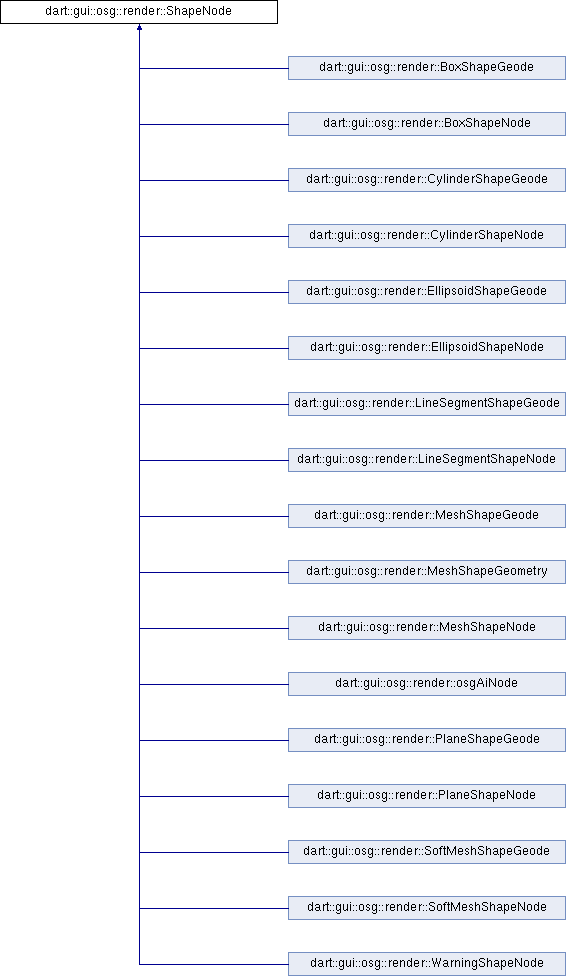 dart::gui::osg::render::ShapeNode
dart::gui::osg::render::BoxShapeGeode
dart::gui::osg::render::BoxShapeNode
dart::gui::osg::render::CylinderShapeGeode
dart::gui::osg::render::CylinderShapeNode
dart::gui::osg::render::EllipsoidShapeGeode
dart::gui::osg::render::EllipsoidShapeNode
dart::gui::osg::render::LineSegmentShapeGeode
dart::gui::osg::render::LineSegmentShapeNode
dart::gui::osg::render::MeshShapeGeode
dart::gui::osg::render::MeshShapeGeometry
dart::gui::osg::render::MeshShapeNode
dart::gui::osg::render::osgAiNode
dart::gui::osg::render::PlaneShapeGeode
dart::gui::osg::render::PlaneShapeNode
dart::gui::osg::render::SoftMeshShapeGeode
dart::gui::osg::render::SoftMeshShapeNode
dart::gui::osg::render::WarningShapeNode